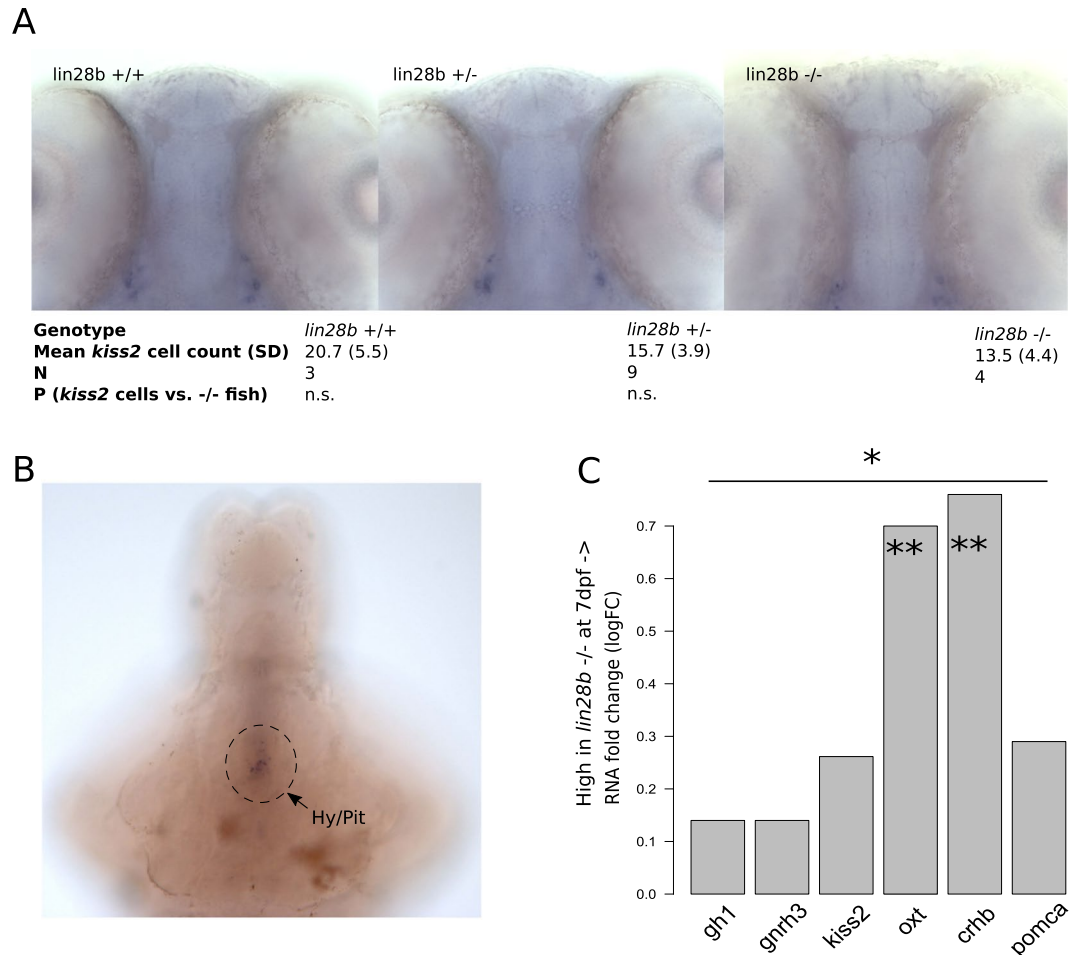 A
lin28b +/+
lin28b +/-
lin28b -/-
Genotype lin28b +/+ lin28b +/- lin28b -/-
Mean kiss2 cell count (SD) 20.7 (5.5) 15.7 (3.9) 13.5 (4.4)
N 3 9 4
P (kiss2 cells vs. -/- fish) n.s. n.s.
B
Hy/Pit
C
*
High in lin28b -/- at 7dpf ->
RNA fold change (logFC)
0.7
0.6
0.5
0.4
0.3
0.2
0.1
0.0
** **
gh1 gnrh3 kiss2 oxt crhb pomca